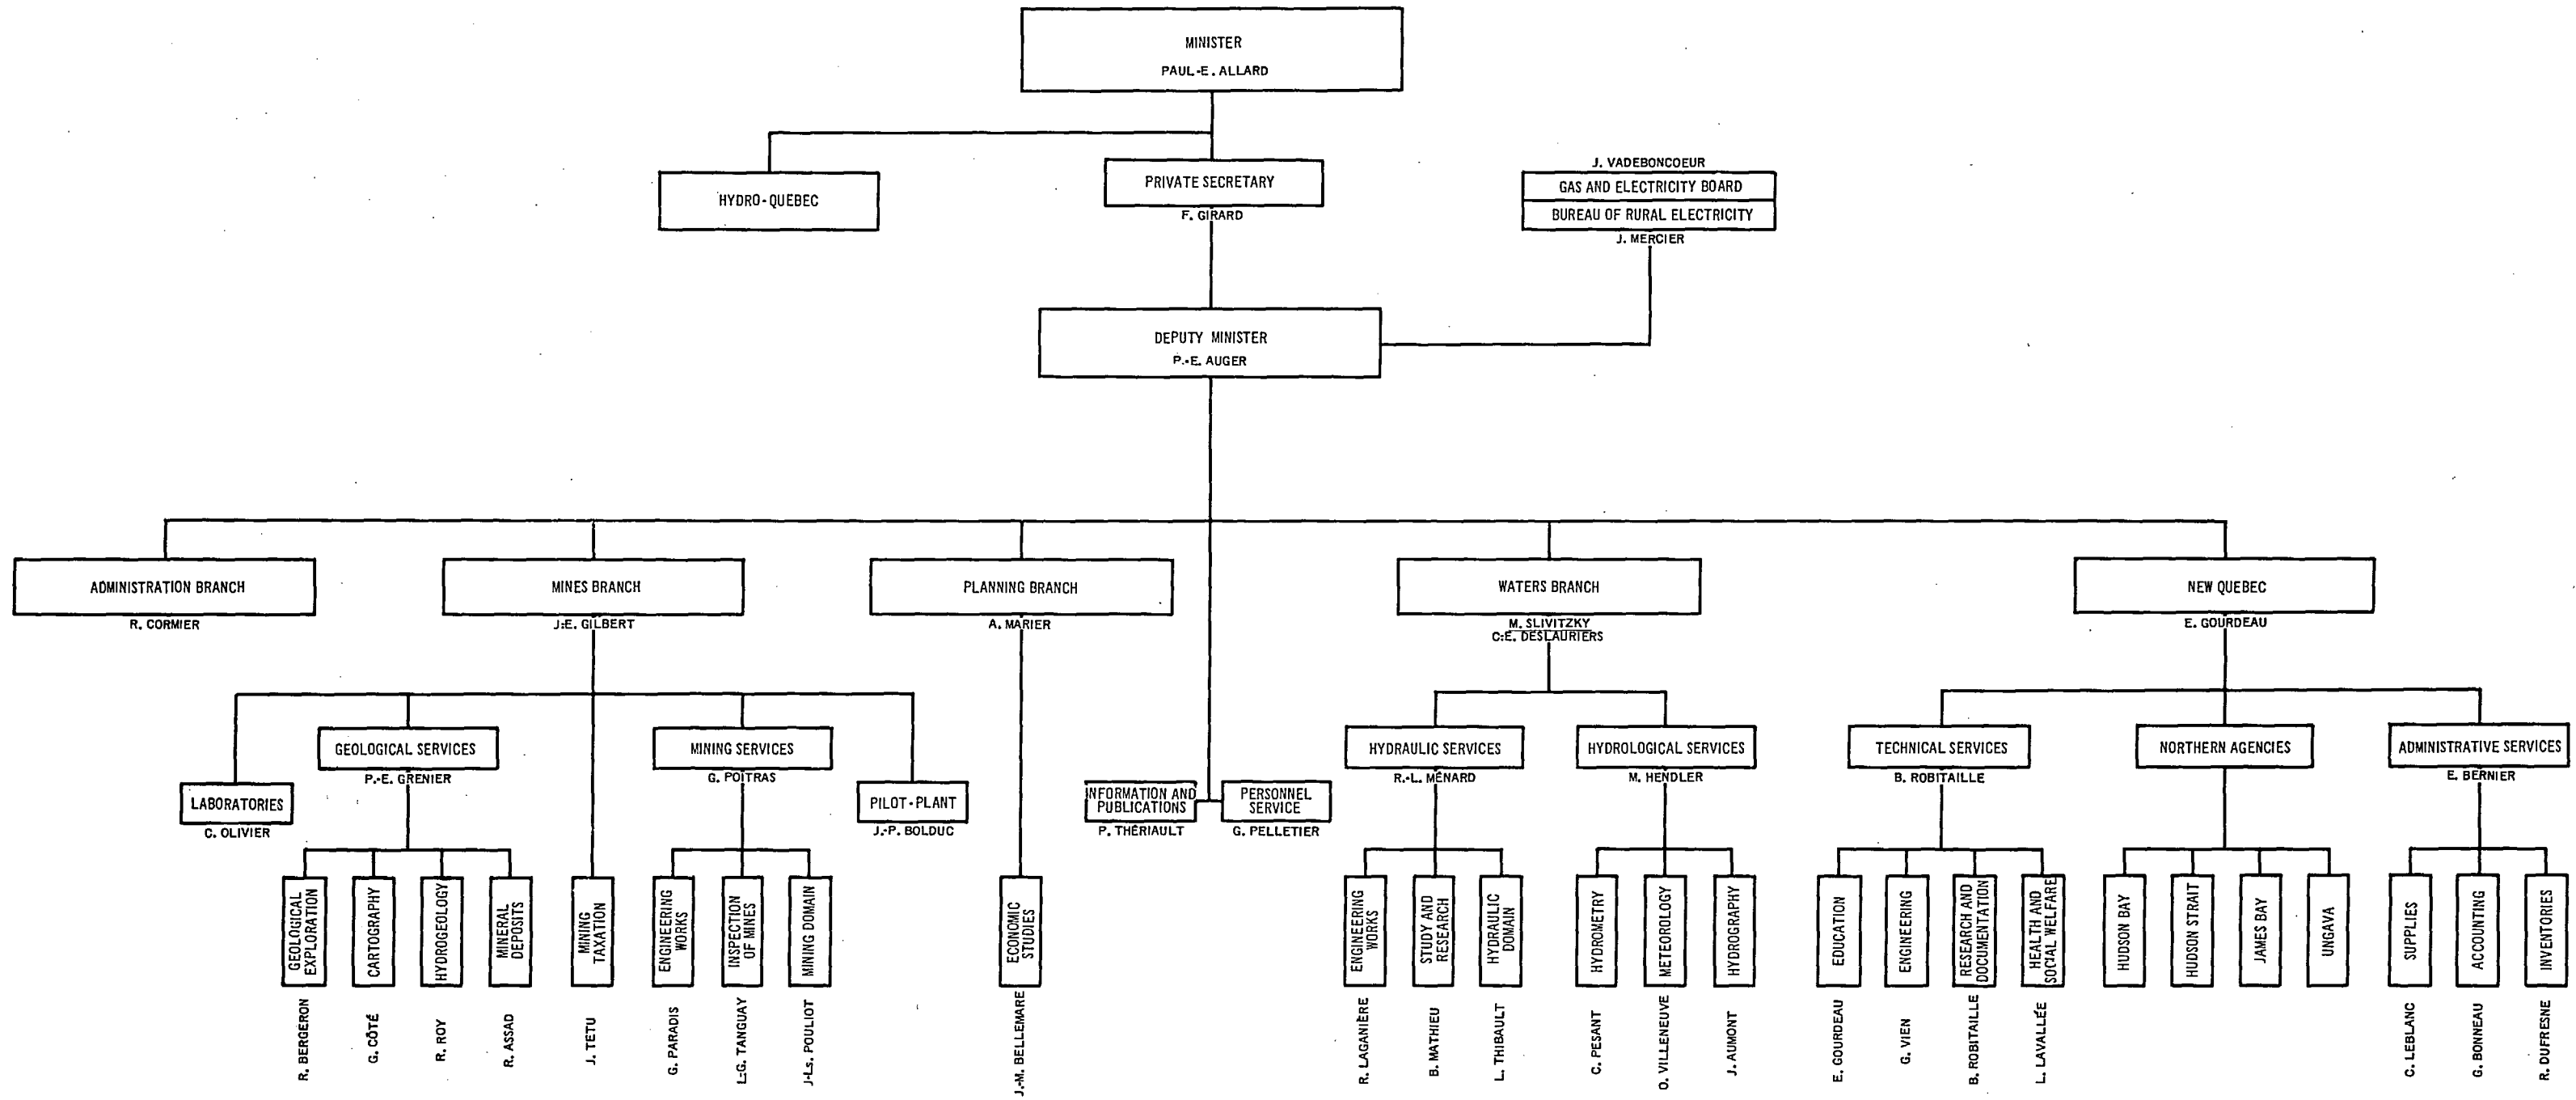 MINISTER
PAUL-E. ALLARD
HYDRO-QUEBEC
PRIVATE SECRETARY
F. GIRARD
J. VADEBONCOEUR
GAS AND ELECTRICITY BOARD
BUREAU OF RURAL ELECTRICITY
J. MERCIER
DEPUTY MINISTER
P.-E. AUGER
ADMINISTRATION BRANCH
R. CORMIER
MINES BRANCH
J.-E. GILBERT
PLANNING BRANCH
A. MARIER
WATERS BRANCH
M. SLIVITZKY
C.-E. DESLAURIERS
NEW QUEBEC
E. GOURDEAU
LABORATORIES
C. OLIVIER
GEOLOGICAL SERVICES
P.-E. GRENIER
MINING SERVICES
G. POITRAS
PILOT-PLANT
J.-P. BOLDUC
INFORMATION AND
PUBLICATIONS
P. THÉRIAULT
PERSONNEL
SERVICE
G. PELLETIER
HYDRAULIC SERVICES
R.-L. MÉNARD
HYDROLOGICAL SERVICES
M. HENDLER
TECHNICAL SERVICES
B. ROBITAILLE
NORTHERN AGENCIES
ADMINISTRATIVE SERVICES
E. BERNIER
GEOLOGICAL
EXPLORATION
R. BERGERON
CARTOGRAPHY
G. CÔTÉ
HYDROGEOLOGY
R. ROY
MINERAL
DEPOSITS
R. ASSAD
MINING
TAXATION
J. TETU
ENGINEERING
WORKS
G. PARADIS
INSPECTION
OF MINES
L.-G. TANGUAY
MINING DOMAIN
J-Ls. POULIOT
ECONOMIC
STUDIES
J.-M. BELLEMARE
ENGINEERING
WORKS
R. LAGANIÈRE
STUDY AND
RESEARCH
B. MATHIEU
HYDRAULIC
DOMAIN
L. THIBAULT
HYDROMETRY
C. PESANT
METEOROLOGY
O. VILLENEUVE
HYDROGRAPHY
J. AUMONT
EDUCATION
E. GOURDEAU
ENGINEERING
G. VIEN
RESEARCH AND
DOCUMENTATION
B. ROBITAILLE
HEALTH AND
SOCIAL WELFARE
L. LAVALLÉE
HUDSON BAY
HUDSON STRAIT
JAMES BAY
UNGAVA
SUPPLIES
C. LEBLANC
ACCOUNTING
G. BONNEAU
INVENTORIES
R. DUFRESNE